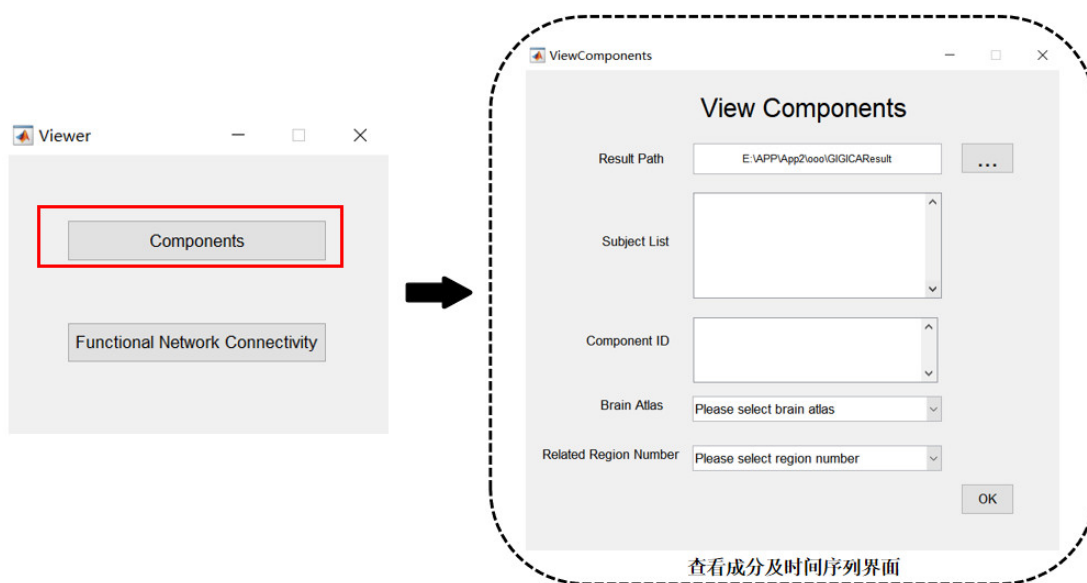 Viewer
Components
Functional Network Connectivity
ViewComponents
View Components
Result Path
E:\APP\App2\ooo\GIGICAResult
...
Subject List
Component ID
Brain Atlas
Please select brain atlas
Related Region Number
Please select region number
OK
查看成分及时间序列界面